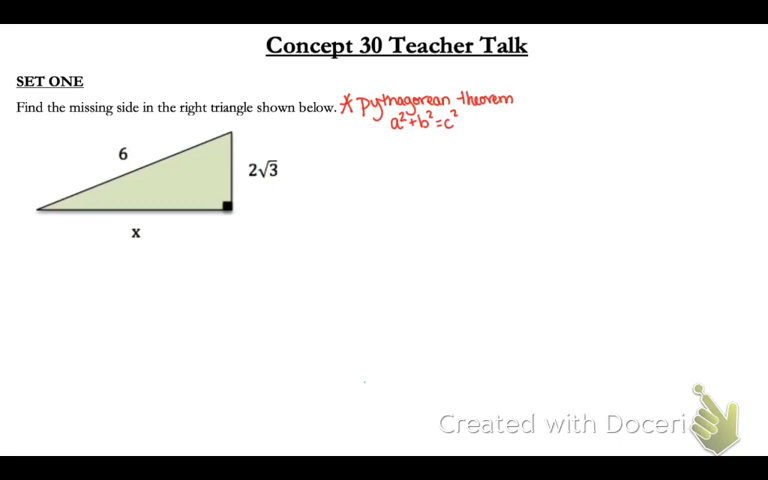 Concept 30 Teacher Talk
SET ONE
Find the missing side in the right triangle shown below. * pythagorean theorem
a²+b²=c²
6
2√3
x
Created with Doceri